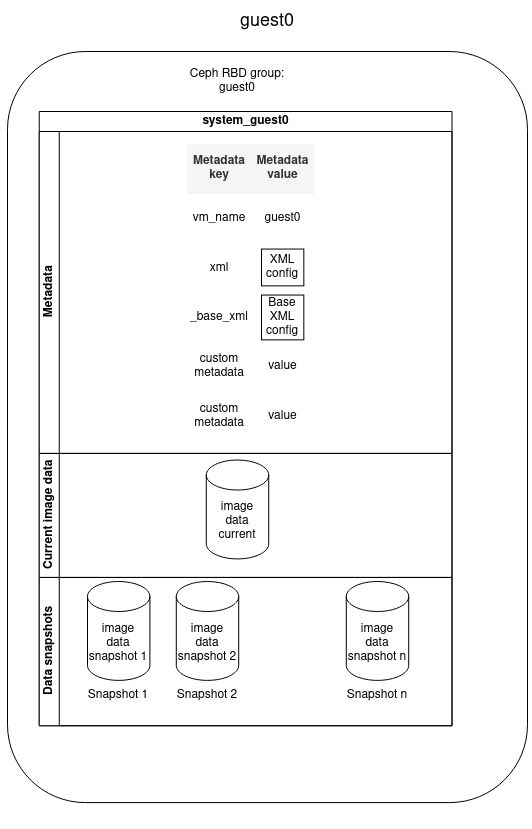 guest0
Ceph RBD group:
guest0
system_guest0
Metadata
Metadata Metadata
key value
vm_name guest0
xml
XML
config
_base_xml
Base
XML
config
custom
metadata
value
custom
metadata
value
Current image data
image
data
current
Data snapshots
image
data
snapshot 1
Snapshot 1
image
data
snapshot 2
Snapshot 2
image
data
snapshot n
Snapshot n